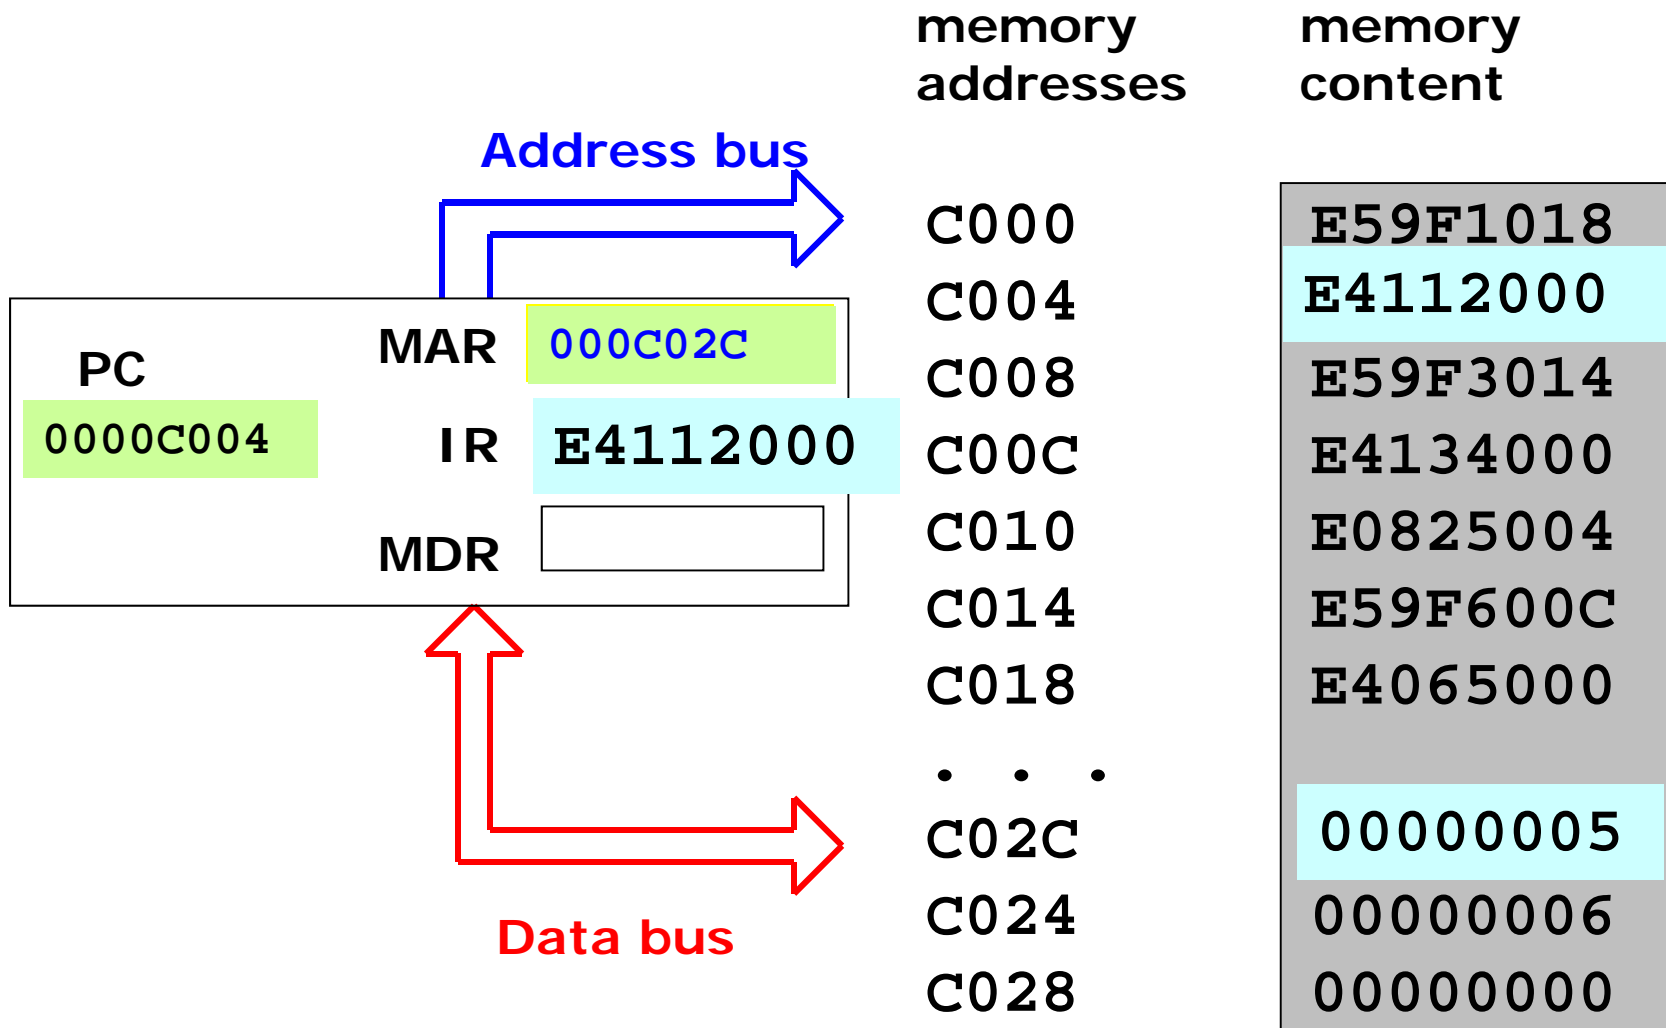 memory addresses
memory content
Address bus
C000 E59F1018
C004 E4112000
C008 E59F3014
C00C E4134000
C010 E0825004
C014 E59F600C
C018 E4065000
. . .
C02C 00000005
C024 00000006
C028 00000000
PC
0000C004
MAR 000C02C
IR E4112000
MDR
Data bus